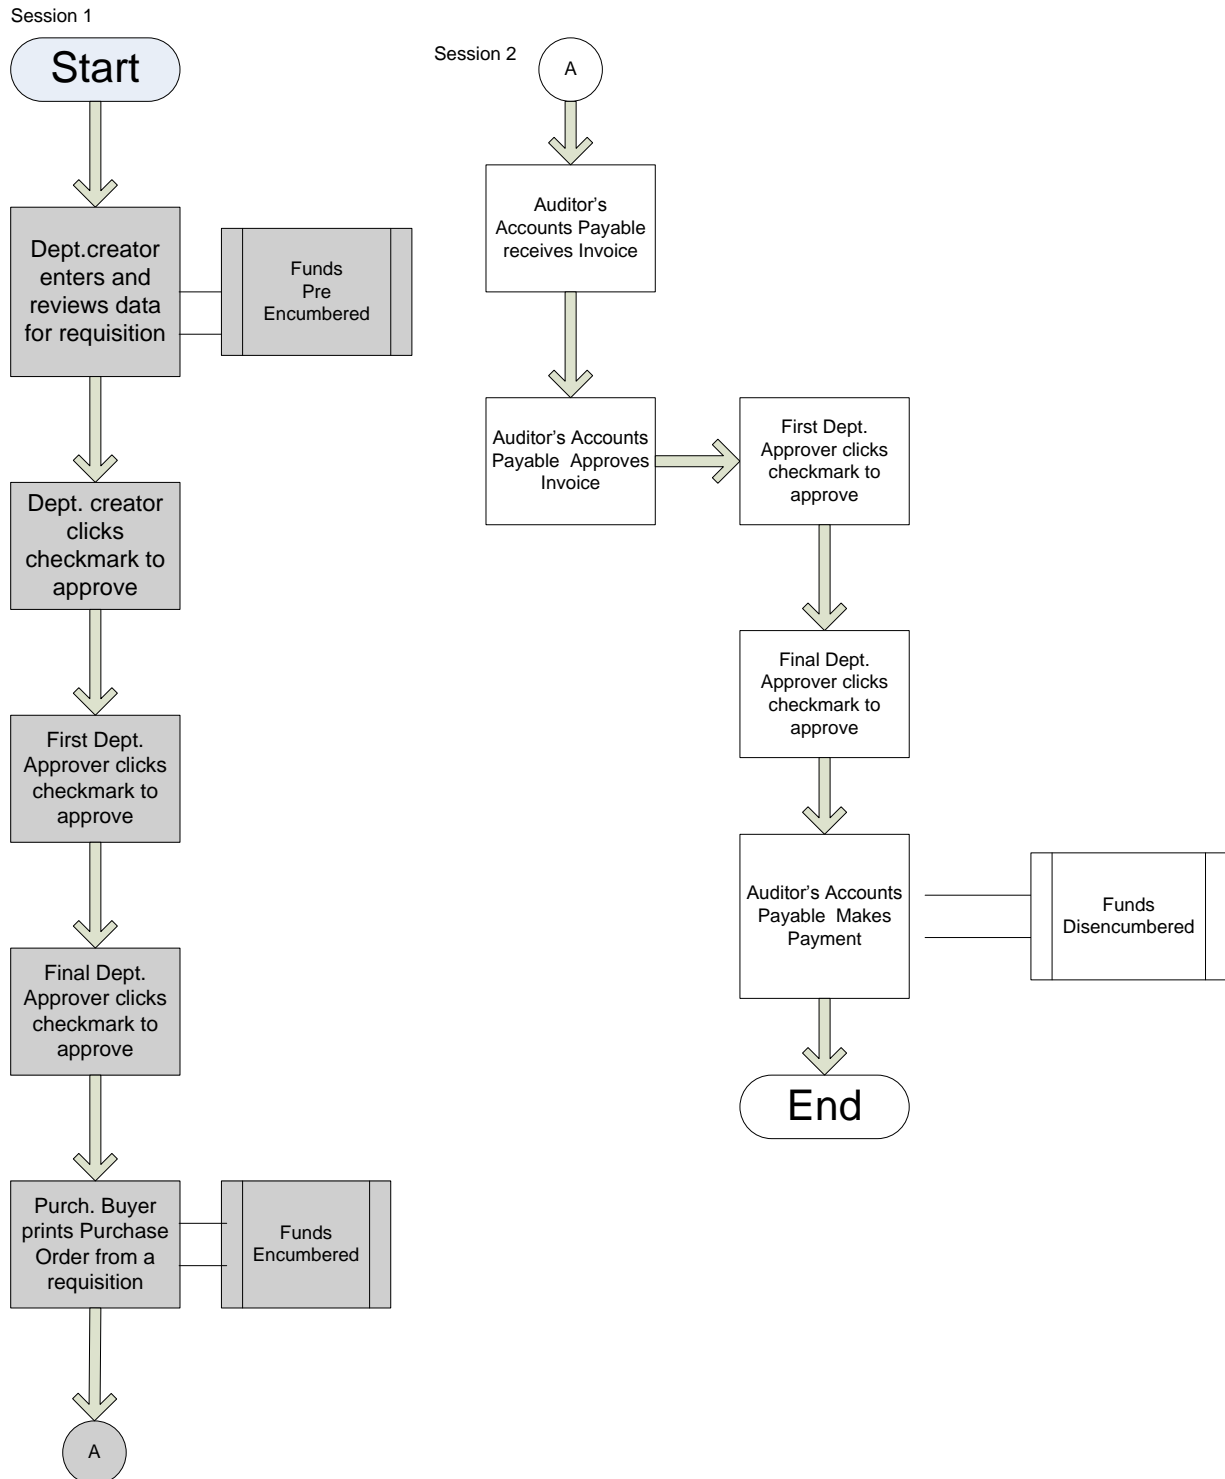 Session 1
Start
Dept.creator
enters and
reviews data
for requisition
Funds
Pre
Encumbered
Dept. creator
clicks
checkmark to
approve
First Dept.
Approver clicks
checkmark to
approve
Final Dept.
Approver clicks
checkmark to
approve
Purch. Buyer
prints Purchase
Order from a
requisition
Funds
Encumbered
A
Session 2
A
Auditor's
Accounts Payable
receives Invoice
Auditor's Accounts
Payable Approves
Invoice
First Dept.
Approver clicks
checkmark to
approve
Final Dept.
Approver clicks
checkmark to
approve
Auditor's Accounts
Payable Makes
Payment
Funds
Disencumbered
End